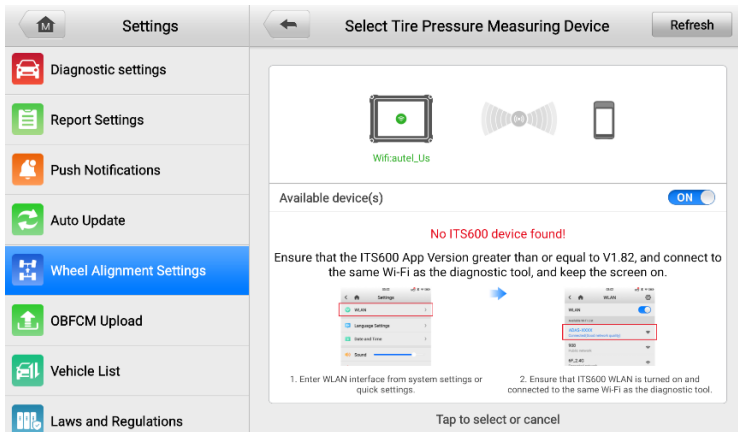 Settings
Select Tire Pressure Measuring Device
Refresh
Diagnostic settings
Report Settings
Push Notifications
Auto Update
Wheel Alignment Settings
OBFCM Upload
Vehicle List
Laws and Regulations
Wifi:autel_Us
Available device(s)
ON
No ITS600 device found!
Ensure that the ITS600 App Version greater than or equal to V1.82, and connect to
the same Wi-Fi as the diagnostic tool, and keep the screen on.
Settings
WLAN
Language Settings
Date and Time
Sound
WLAN
WLAN
1. Enter WLAN interface from system settings or
quick settings.
2. Ensure that ITS600 WLAN is turned on and
connected to the same Wi-Fi as the diagnostic tool.
Tap to select or cancel